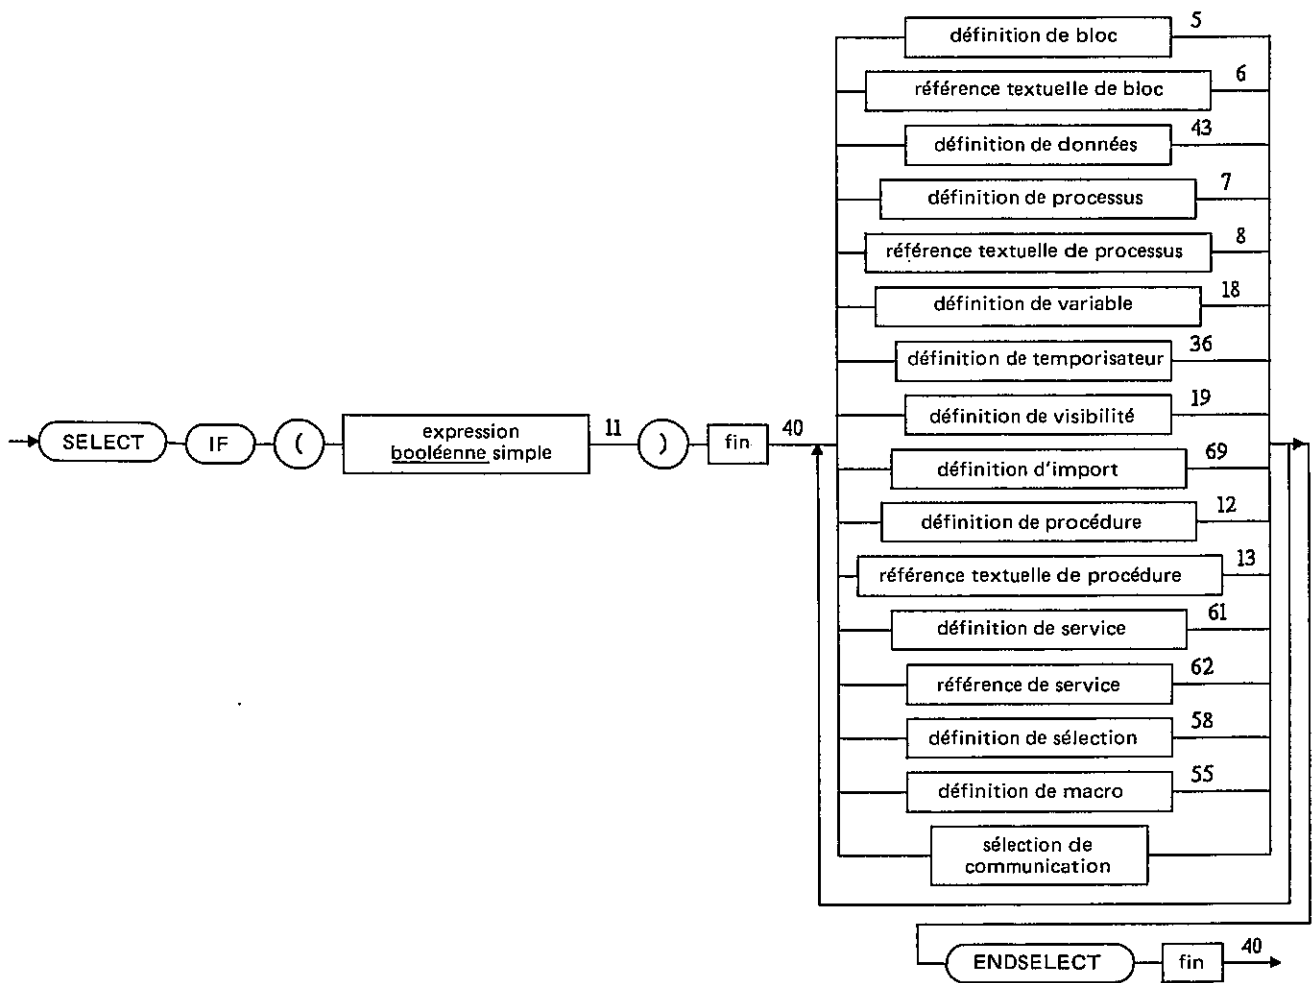 définition de bloc 5
référence textuelle de bloc 6
définition de données 43
définition de processus 7
référence textuelle de processus 8
définition de variable 18
définition de temporisateur 36
définition de visibilité 19
SELECT IF ( expression booléenne simple 11 ) fin 40
définition d'import 69
définition de procédure 12
référence textuelle de procédure 13
définition de service 61
référence de service 62
définition de sélection 58
définition de macro 55
sélection de
communication
ENDSELECT fin 40